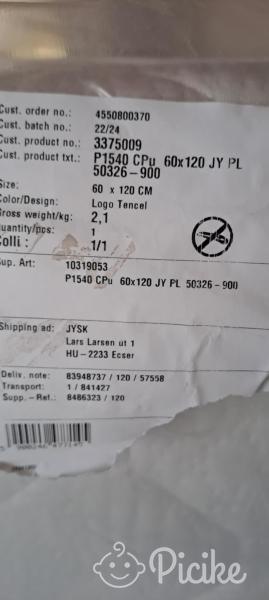 Cust. order no.: 4550800370
Cust. batch no.: 22/24
Cust. product no.: 3375009
Cust. product txt.: P1540 CPu 60x120 JY PL
50326-900
Size: 60 x 120 CM
Color/Design: Logo Tencel
Gross weight/kg: 2,1
Quantity/pcs: 1
Colli : 1/1
Sup. Art: 10319053
P1540 CPu 60x120 JY PL 50326-900
Shipping ad: JYSK
Lars Larsen út 1
HU-2233 Ecser
Deliv. note: 83948737 / 120 / 57558
Transport: 1 / 841427
Supp.-Ref.: 8486323 / 120
Picike